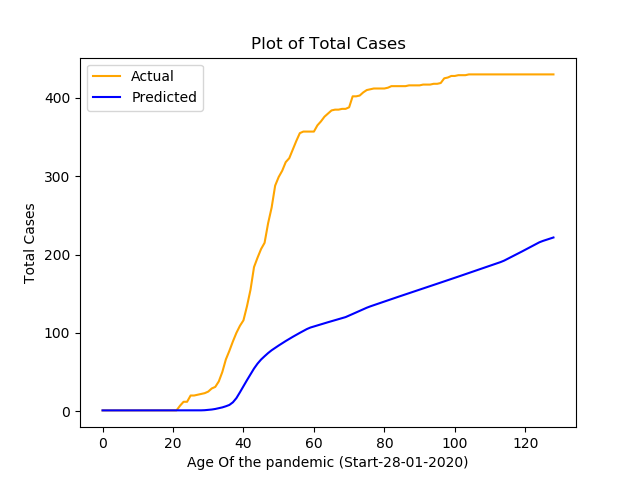 Plot of Total Cases
Actual
Predicted
400
300
200
100
0
Total Cases
0 20 40 60 80 100 120
Age Of the pandemic (Start-28-01-2020)